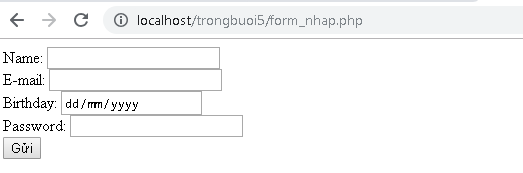 localhost/trongbuoi5/form_nhap.php
Name:
E-mail:
Birthday: dd/mm/yyyy
Password:
Gửi